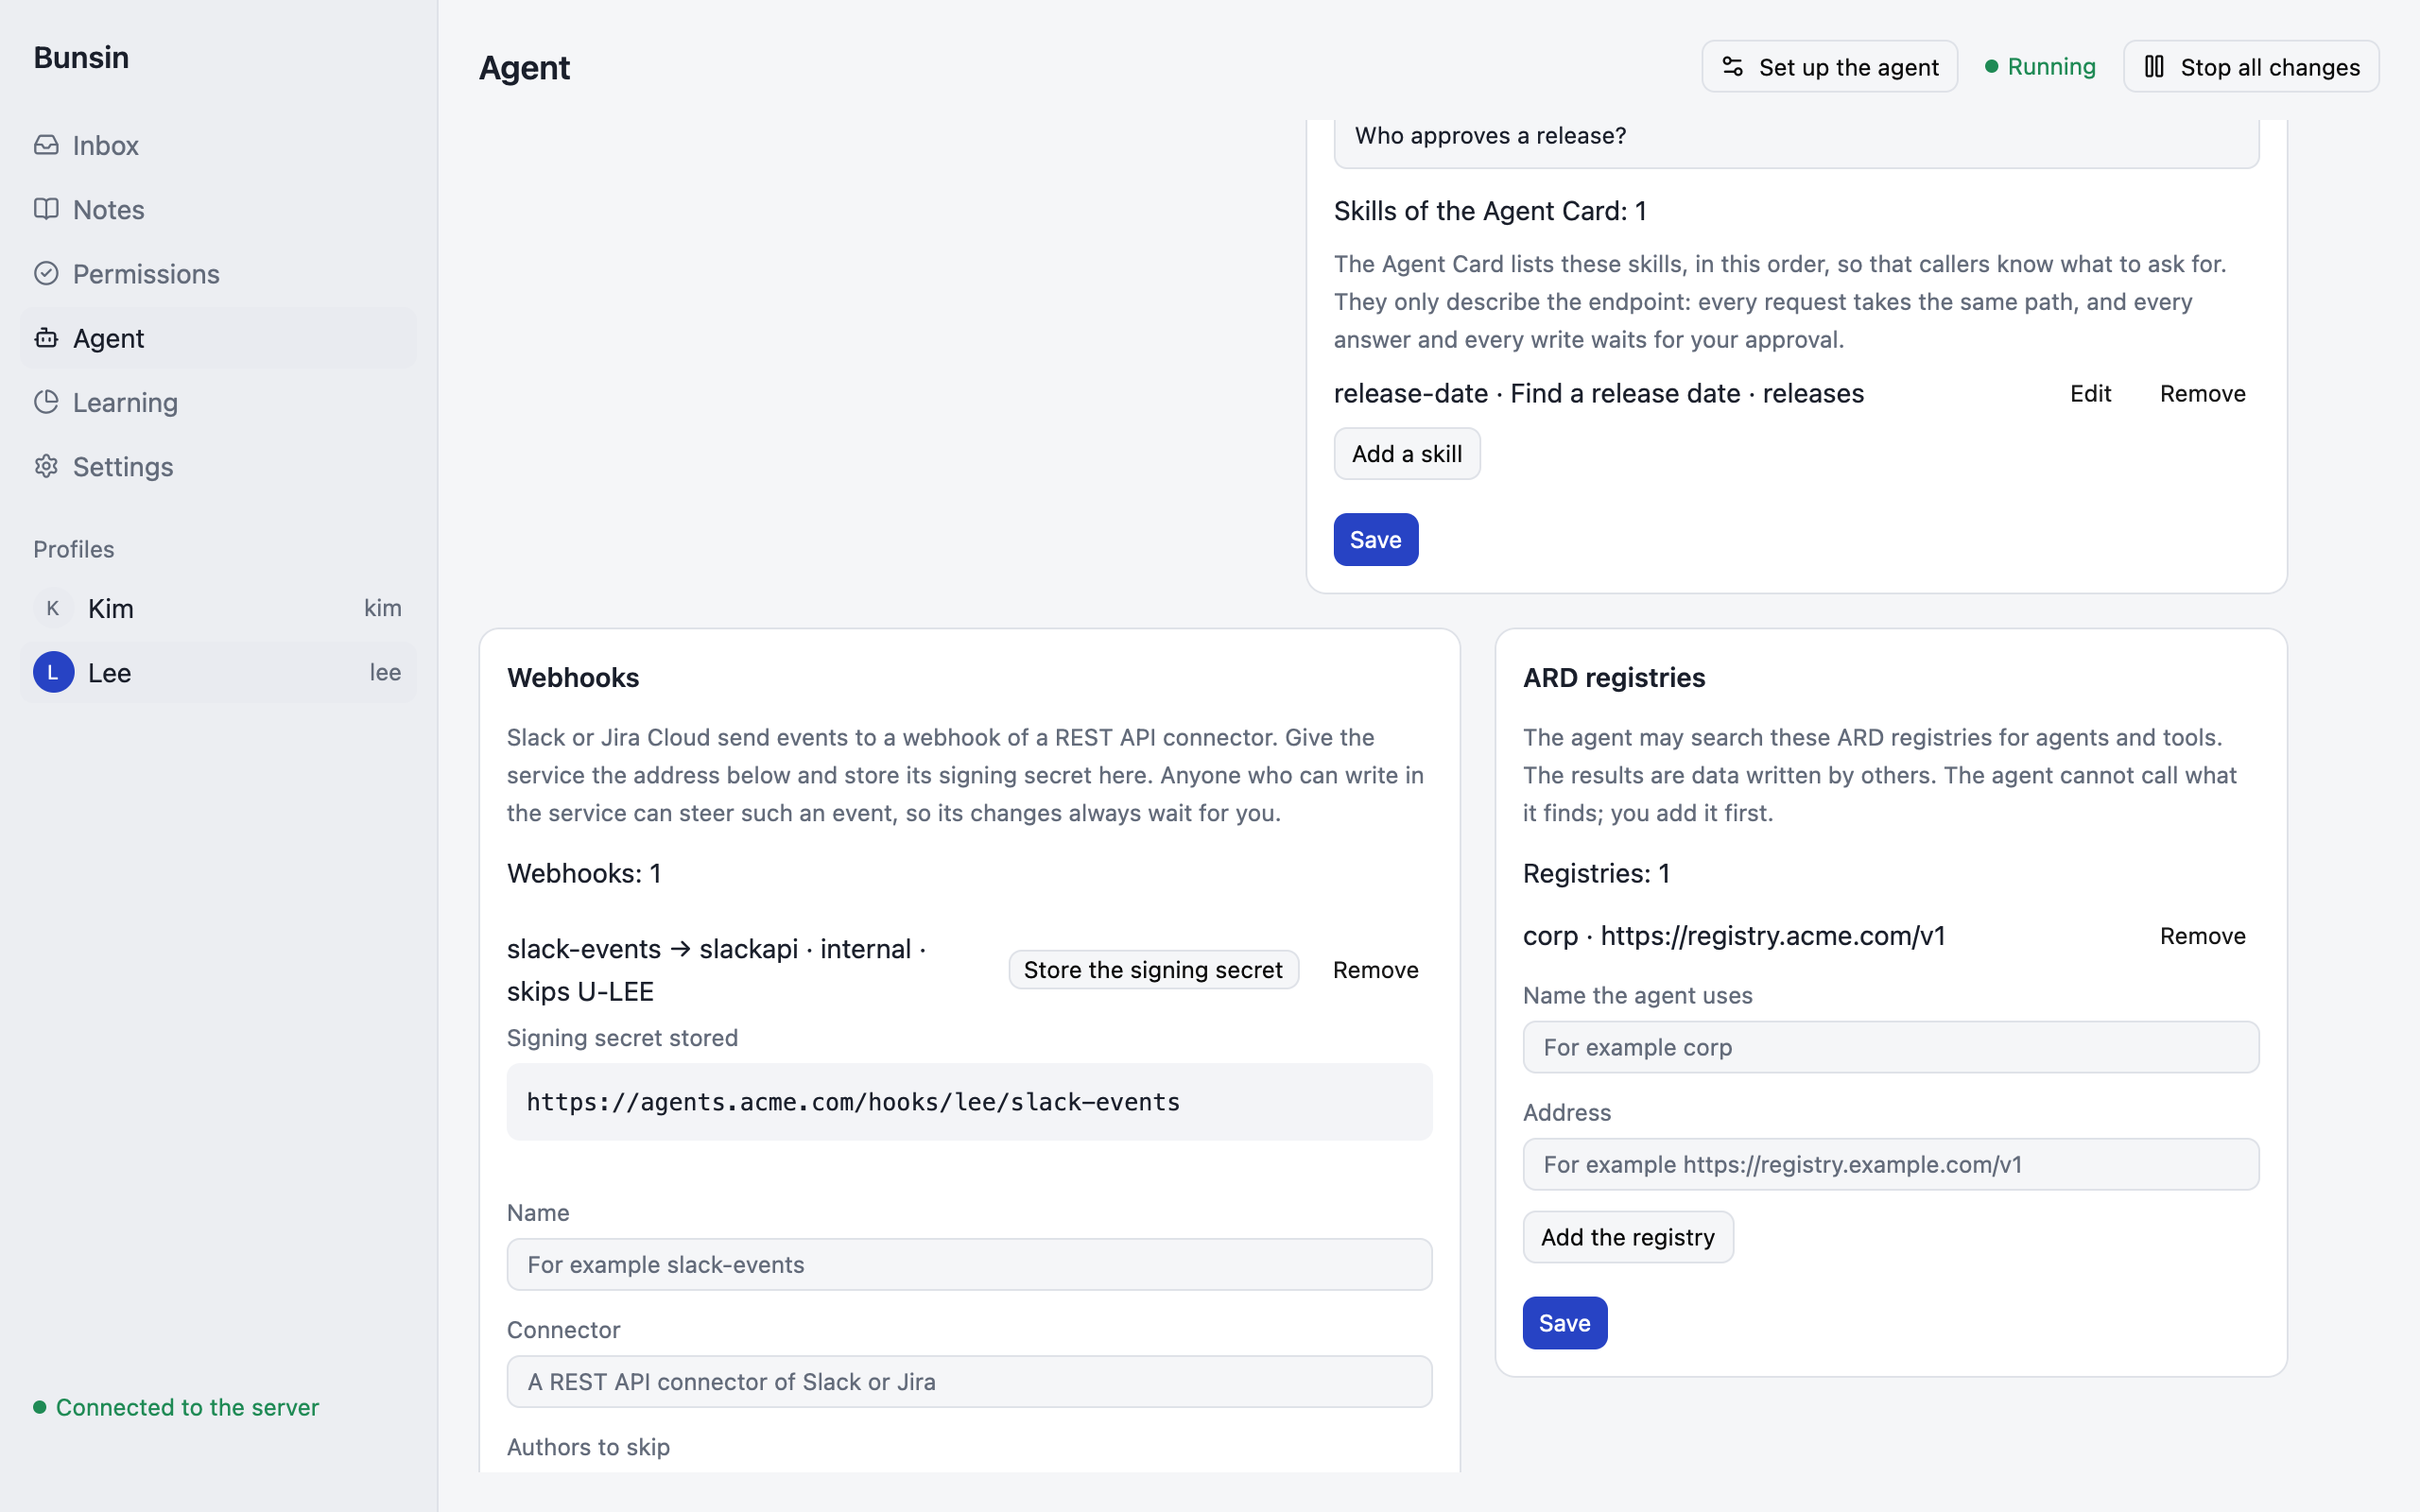 Bunsin
Inbox
Notes
Permissions
Agent
Learning
Settings
Profiles
K Kim kim
L Lee lee
Connected to the server
Agent
Set up the agent
Running
Stop all changes
Who approves a release?
Skills of the Agent Card: 1
The Agent Card lists these skills, in this order, so that callers know what to ask for.
They only describe the endpoint: every request takes the same path, and every
answer and every write waits for your approval.
release-date · Find a release date · releases Edit Remove
Add a skill
Save
Webhooks
Slack or Jira Cloud send events to a webhook of a REST API connector. Give the
service the address below and store its signing secret here. Anyone who can write in
the service can steer such an event, so its changes always wait for you.
Webhooks: 1
slack-events → slackapi · internal ·
skips U-LEE
Store the signing secret Remove
Signing secret stored
https://agents.acme.com/hooks/lee/slack-events
Name
For example slack-events
Connector
A REST API connector of Slack or Jira
Authors to skip
ARD registries
The agent may search these ARD registries for agents and tools.
The results are data written by others. The agent cannot call what
it finds; you add it first.
Registries: 1
corp · https://registry.acme.com/v1 Remove
Name the agent uses
For example corp
Address
For example https://registry.example.com/v1
Add the registry
Save